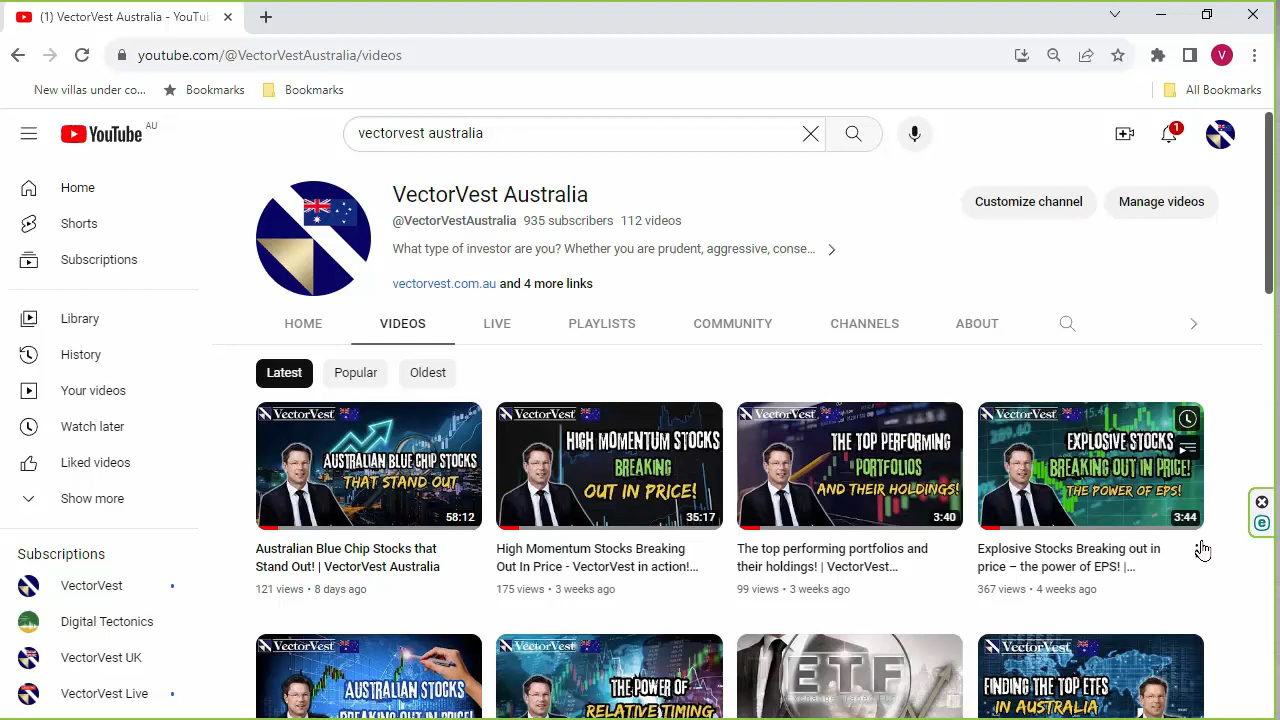 (1) VectorVest Australia - YouTu
youtube.com/@VectorVestAustralia/videos
V
New villas under co...
Bookmarks
Bookmarks
All Bookmarks
YouTube AU
vectorvest australia
1
Home
Shorts
Subscriptions
Library
History
Your videos
Watch later
Liked videos
Show more
Subscriptions
VectorVest
Digital Tectonics
VectorVest UK
VectorVest Live
VectorVest Australia
@VectorVestAustralia 935 subscribers 112 videos
What type of investor are you? Whether you are prudent, aggressive, conse...
vectorvest.com.au and 4 more links
Customize channel
Manage videos
HOME
VIDEOS
LIVE
PLAYLISTS
COMMUNITY
CHANNELS
ABOUT
Latest
Popular
Oldest
VectorVest
AUSTRALIAN BLUE CHIP STOCKS
THAT STAND OUT
58:12
Australian Blue Chip Stocks that
Stand Out! | VectorVest Australia
121 views • 8 days ago
VectorVest
HIGH MOMENTUM STOCKS
BREAKING
OUT IN PRICE!
35:17
High Momentum Stocks Breaking
Out In Price - VectorVest in action!...
175 views • 3 weeks ago
VectorVest
THE TOP PERFORMING
PORTFOLIOS
AND THEIR HOLDINGS!
3:40
The top performing portfolios and
their holdings! | VectorVest...
99 views • 3 weeks ago
VectorVest
EXPLOSIVE STOCKS
BREAKING OUT IN PRICE!
THE POWER OF EPS!
3:44
Explosive Stocks Breaking out in
price – the power of EPS! |...
367 views • 4 weeks ago
VectorVest
AUSTRALIAN STOCKS
BREAKING OUT IN PRICE
VectorVest
THE POWER OF
RELATIVE TIMING
ETF
Exchange Traded Fund
VectorVest
FINDING THE TOP ETFS
IN AUSTRALIA